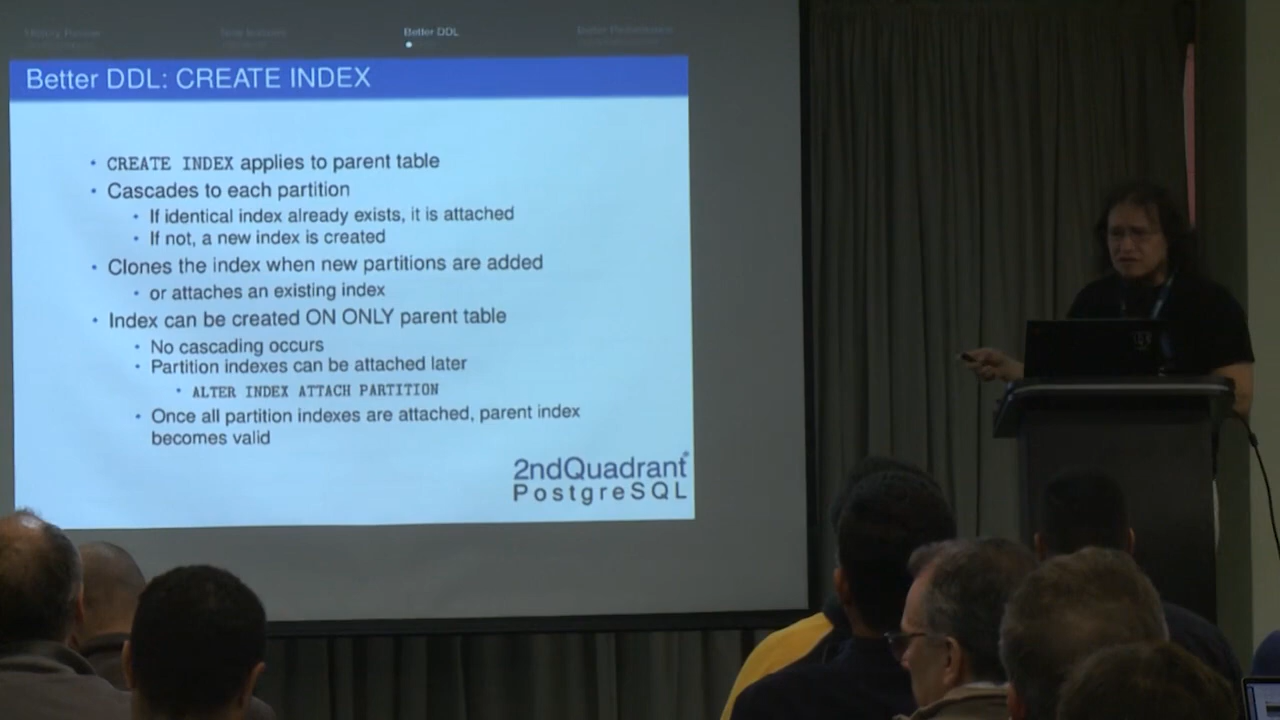 Better DDL
Better DDL: CREATE INDEX
• CREATE INDEX applies to parent table
• Cascades to each partition
• If identical index already exists, it is attached
• If not, a new index is created
• Clones the index when new partitions are added
• or attaches an existing index
• Index can be created ON ONLY parent table
• No cascading occurs
• Partition indexes can be attached later
• ALTER INDEX ATTACH PARTITION
• Once all partition indexes are attached, parent index
becomes valid
2ndQuadrant
PostgreSQL